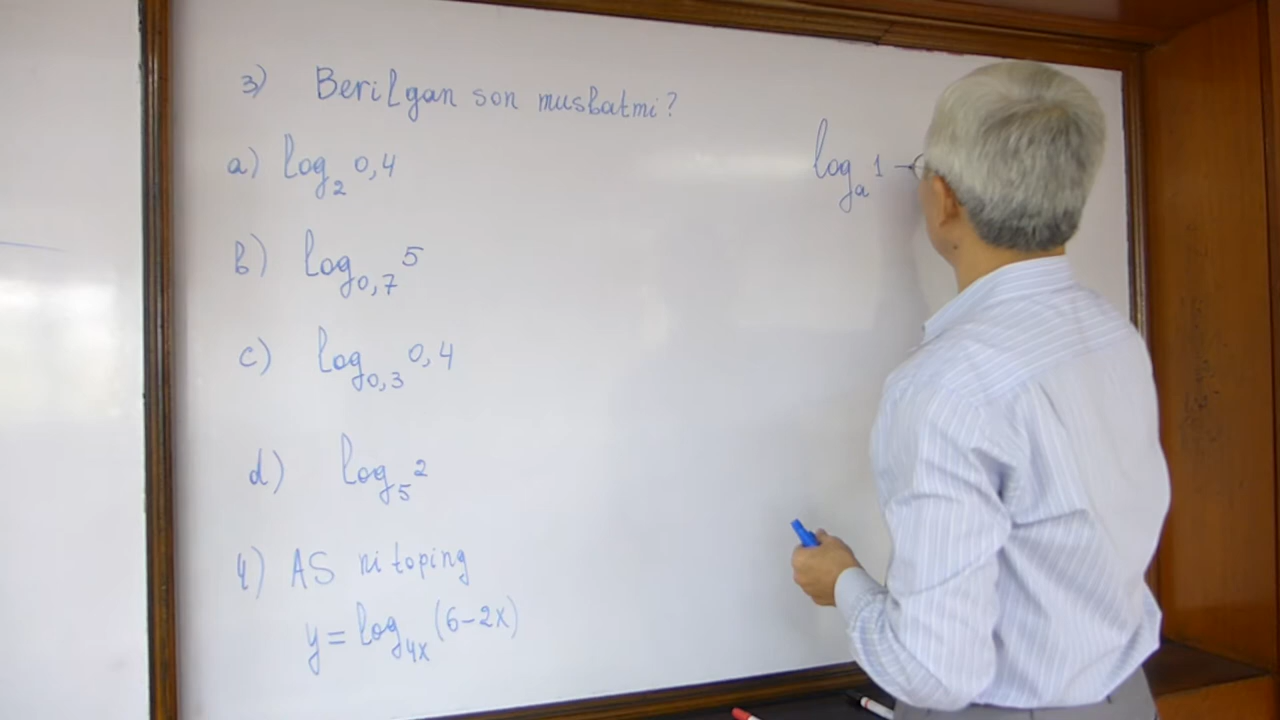 3) Berilgan son musbatmi?
a) log₂ 0,4
b) log₀,₇ 5
c) log₀,₃ 0,4
d) log₅ 2
4) AS ni toping
y = log₄ₓ (6-2x)
logₐ 1